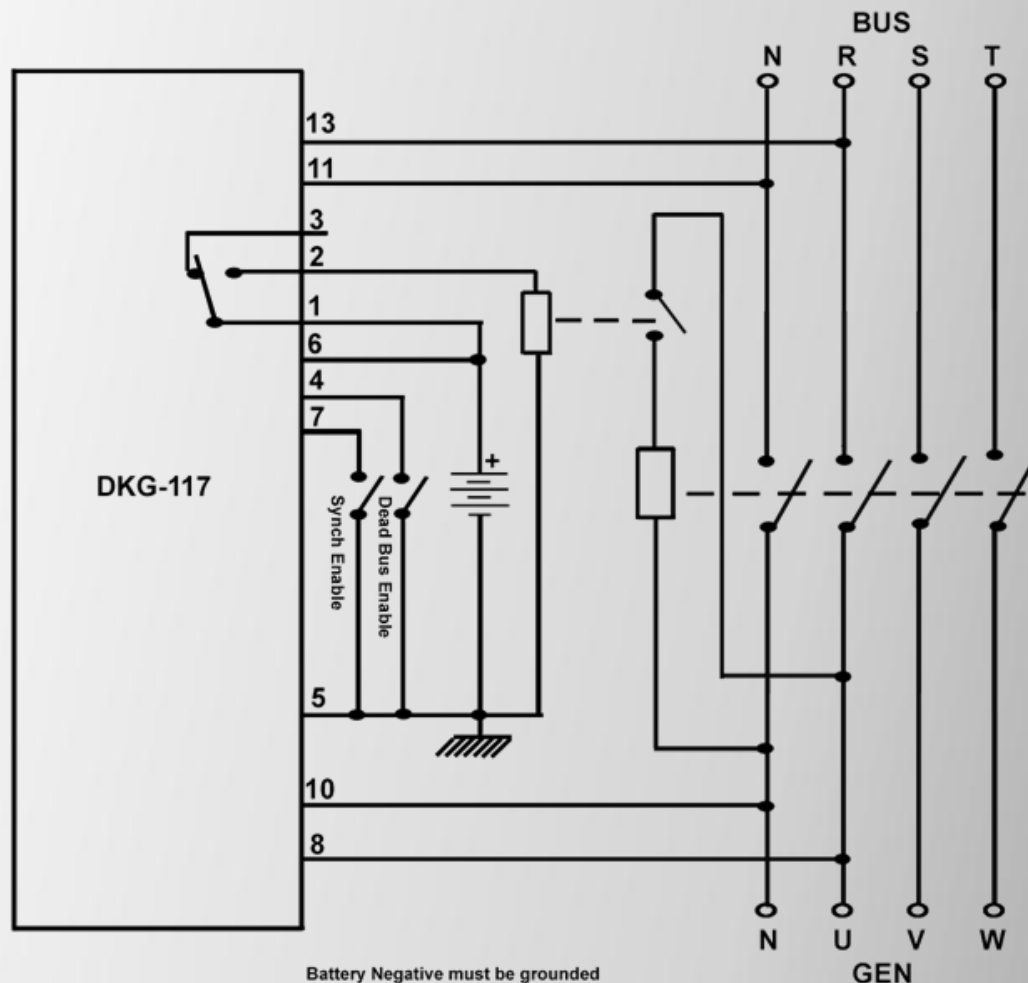 BUS
N R S T
13
11
3
2
1
6
4
7
DKG-117
+
Synch Enable
Dead Bus Enable
5
10
8
N U V W
Battery Negative must be grounded
GEN